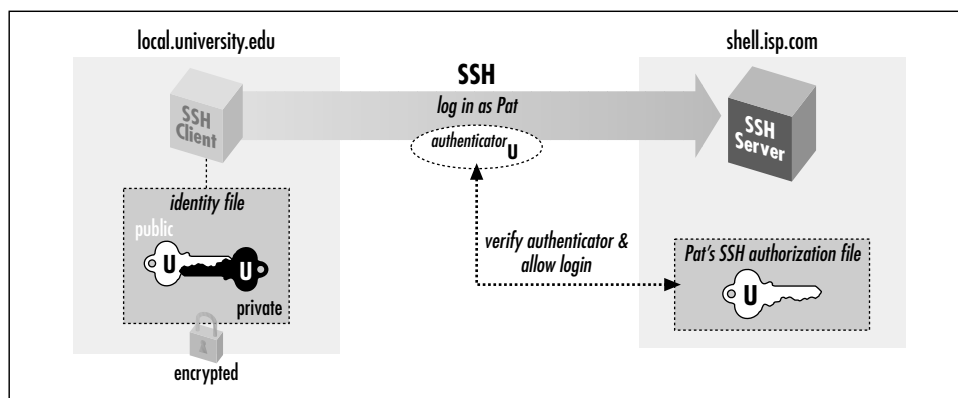 local.university.edu
shell.isp.com
SSH
log in as Pat
SSH
Client
SSH
Server
authenticator U
identity file
public
U
U
private
encrypted
verify authenticator &
allow login
Pat's SSH authorization file
U